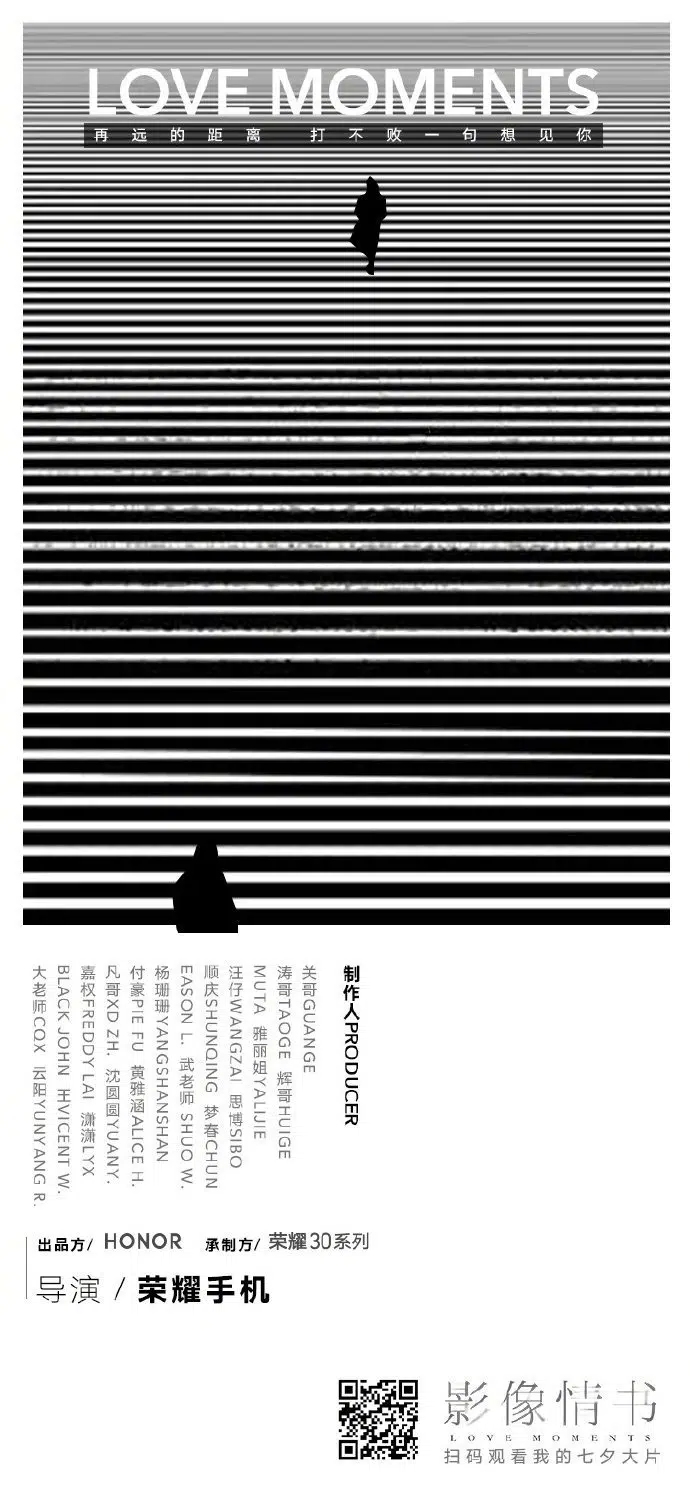 LOVE MOMENTS
再远的距离 打不败一句想见你
制作人PRODUCER
关哥GUANGE
涛哥TAOGE 辉哥HUIGE
MUTA 雅丽姐YALIJIE
汪仔WANGZAI 思博SIBO
顺庆SHUNQING 梦春CHUN
EASON L. 武老师 SHUO W.
杨珊珊YANGSHANSHAN
付豪PIE FU 黄雅涵ALICE H.
凡哥XD ZH. 沈圆圆YUANY.
嘉权FREDDY LAI 潇潇LYX
BLACK JOHN VICENT W.
大老师CQX 云阳YUNYANG R.
出品方/ HONOR 承制方/ 荣耀30系列
导演 / 荣耀手机
影像情书
LOVE MOMENTS
扫码观看我的七夕大片